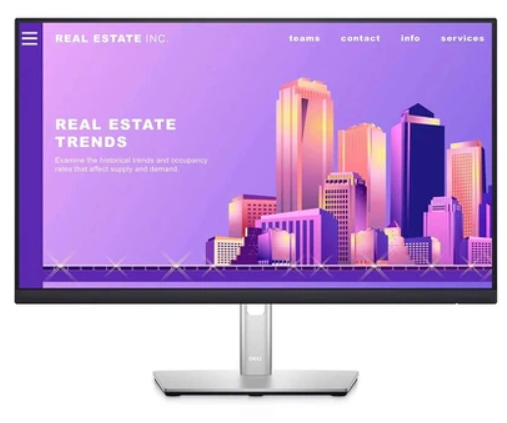 REAL ESTATE INC.
teams contact info services
REAL ESTATE
TRENDS
Examine the historical trends and occupancy
rates that affect supply and demand.
DELL